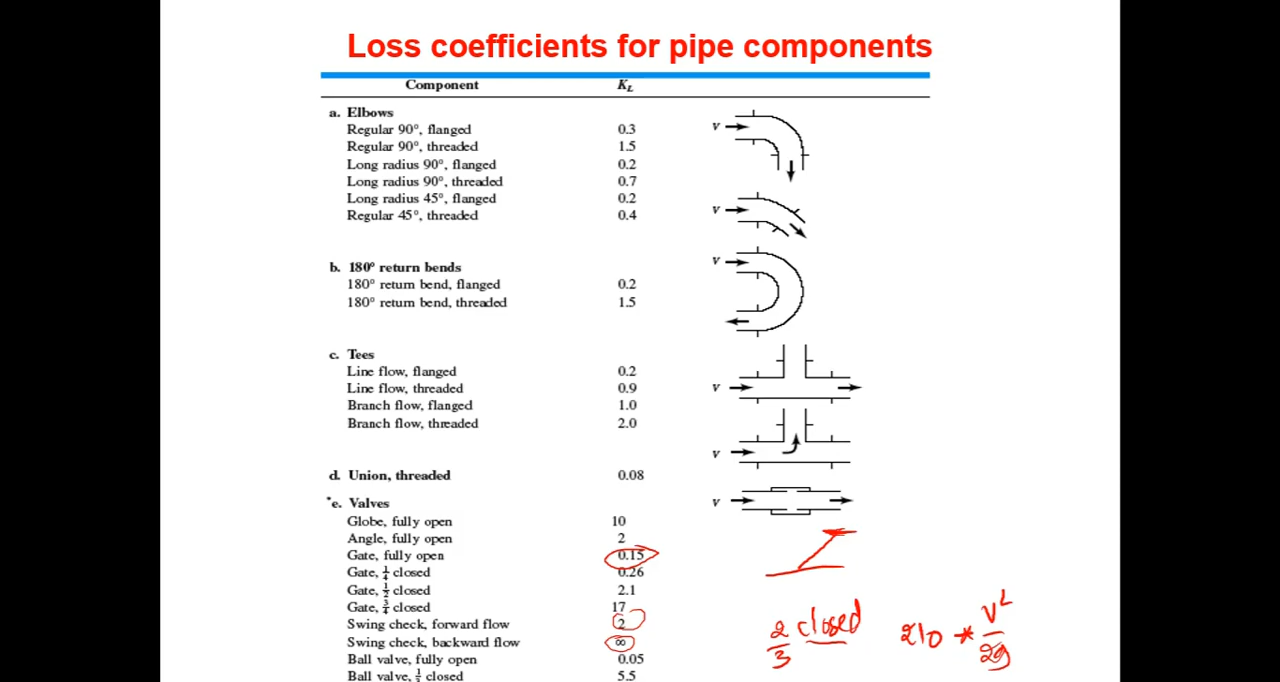 Loss coefficients for pipe components
Component K_L
a. Elbows
Regular 90°, flanged 0.3
Regular 90°, threaded 1.5
Long radius 90°, flanged 0.2
Long radius 90°, threaded 0.7
Long radius 45°, flanged 0.2
Regular 45°, threaded 0.4
V
V
b. 180° return bends
180° return bend, flanged 0.2
180° return bend, threaded 1.5
V
c. Tees
Line flow, flanged 0.2
Line flow, threaded 0.9
Branch flow, flanged 1.0
Branch flow, threaded 2.0
V
V
d. Union, threaded 0.08
V
*e. Valves
Globe, fully open 10
Angle, fully open 2
Gate, fully open 0.15
Gate, 1/4 closed 0.26
Gate, 1/2 closed 2.1
Gate, 3/4 closed 17
Swing check, forward flow 2
Swing check, backward flow ∞
Ball valve, fully open 0.05
Ball valve, 1/3 closed 5.5
2/3 closed 210 * V²/2g